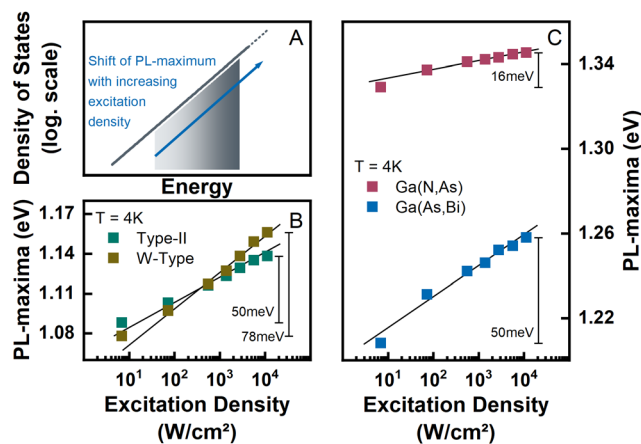 A
Density of States
(log. scale)
Shift of PL-maximum
with increasing
excitation
density
Energy
B
PL-maxima (eV)
1.17
1.14
1.11
1.08
T = 4K
Type-II
W-Type
50meV
78meV
10¹ 10² 10³ 10⁴
Excitation Density
(W/cm²)
C
16meV
T = 4K
Ga(N,As)
Ga(As,Bi)
50meV
1.34
1.30
1.26
1.22
PL-maxima (eV)
10¹ 10² 10³ 10⁴
Excitation Density
(W/cm²)